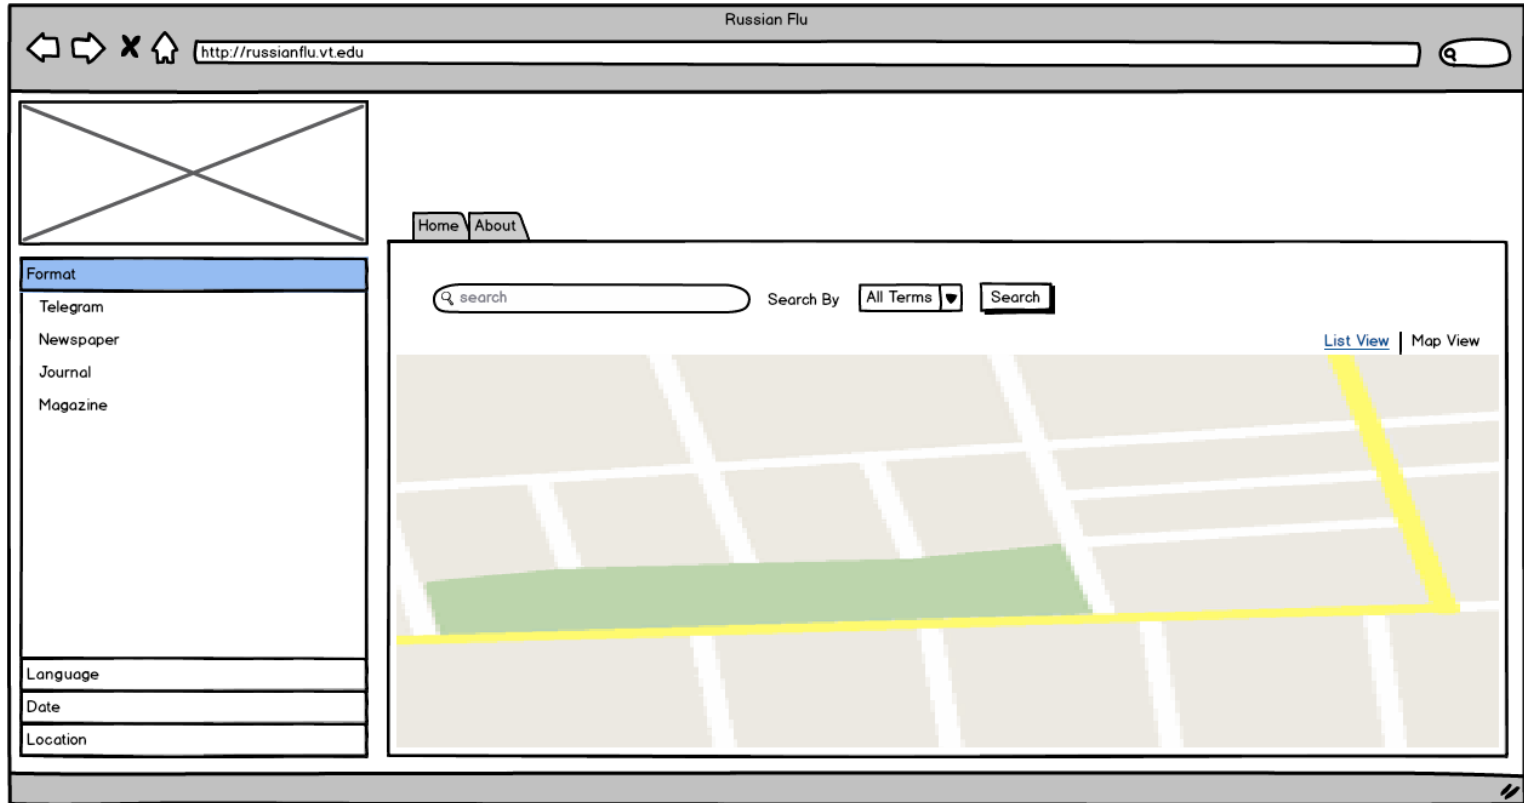 Russian Flu
http://russianflu.vt.edu
Home About
Format
Telegram
Newspaper
Journal
Magazine
Language
Date
Location
search Search By All Terms Search
List View Map View